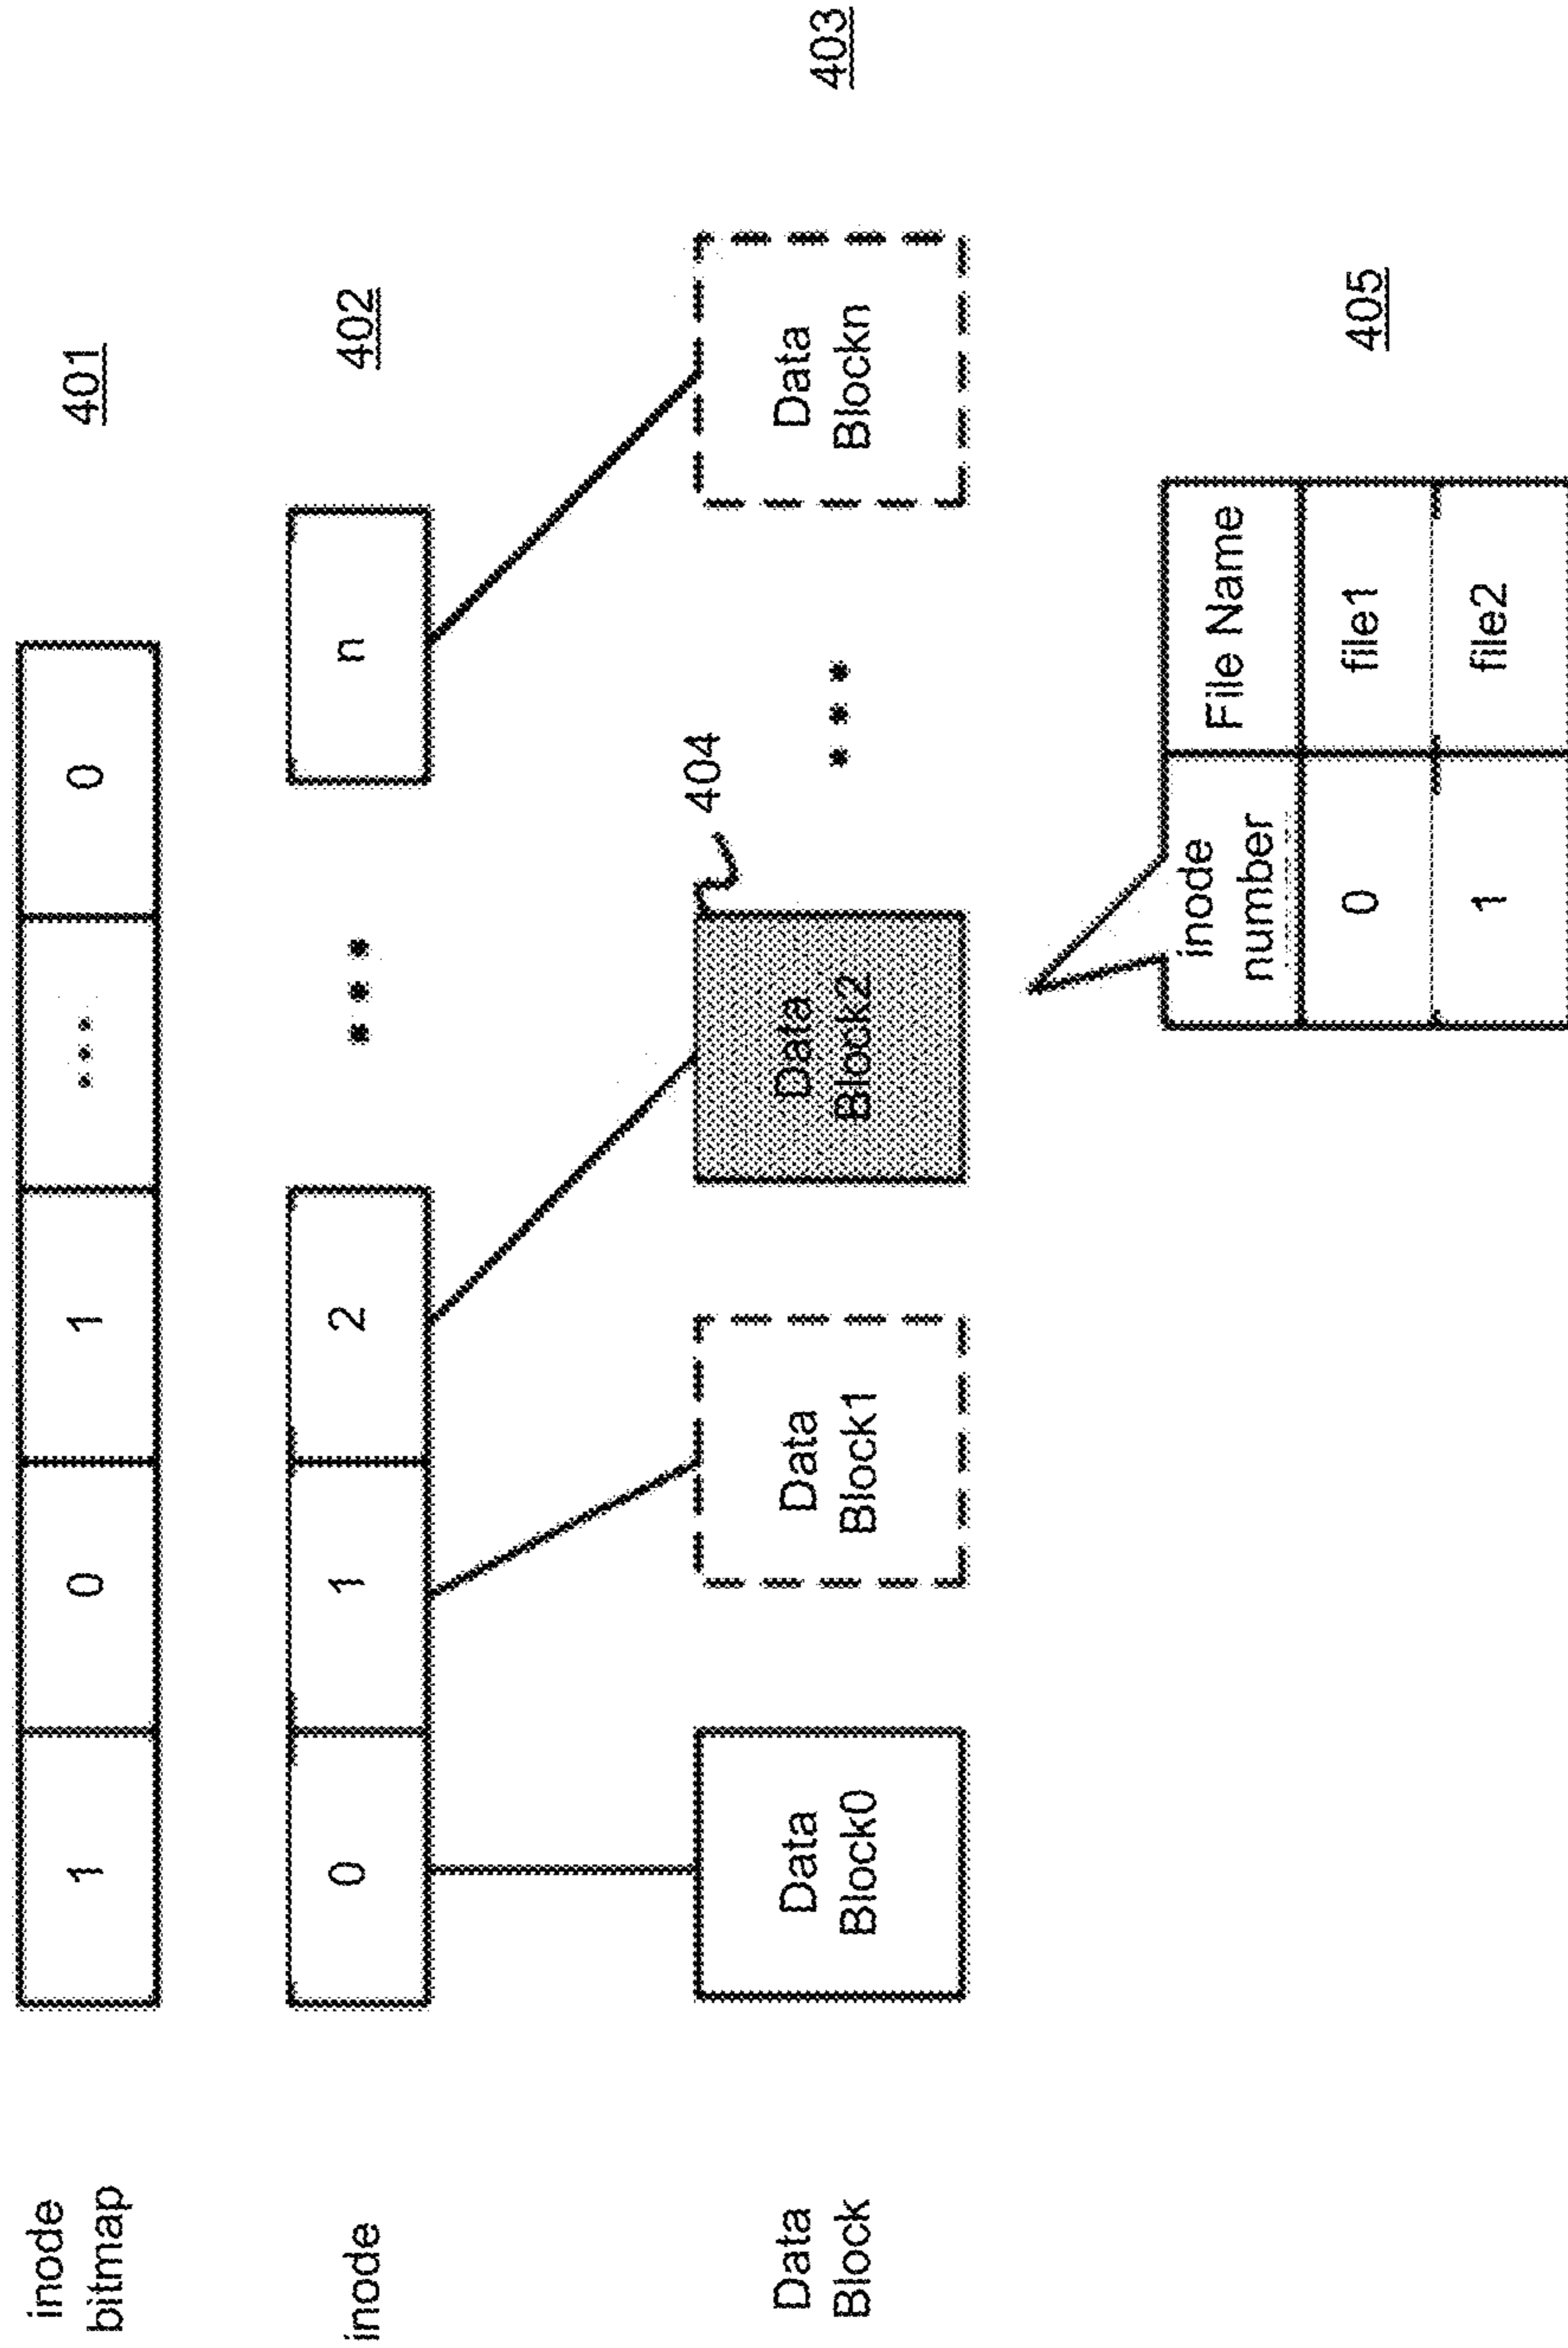 inode
bitmap
1
0
1
...
0
401
inode
0
1
2
...
n
402
Data
Block
Data
Block0
Data
Block1
Data
Block2
404
...
Data
Blockn
403
inode
number
File Name
0
file1
1
file2
405